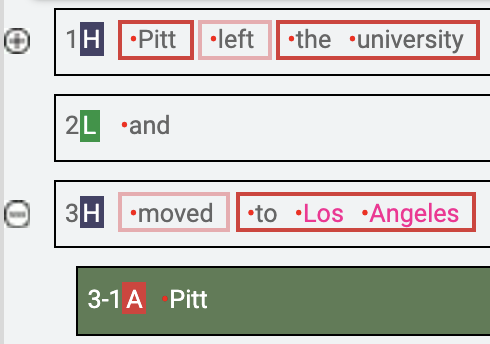 1H •Pitt •left •the •university
2L •and
3H •moved •to •Los •Angeles
3-1A •Pitt